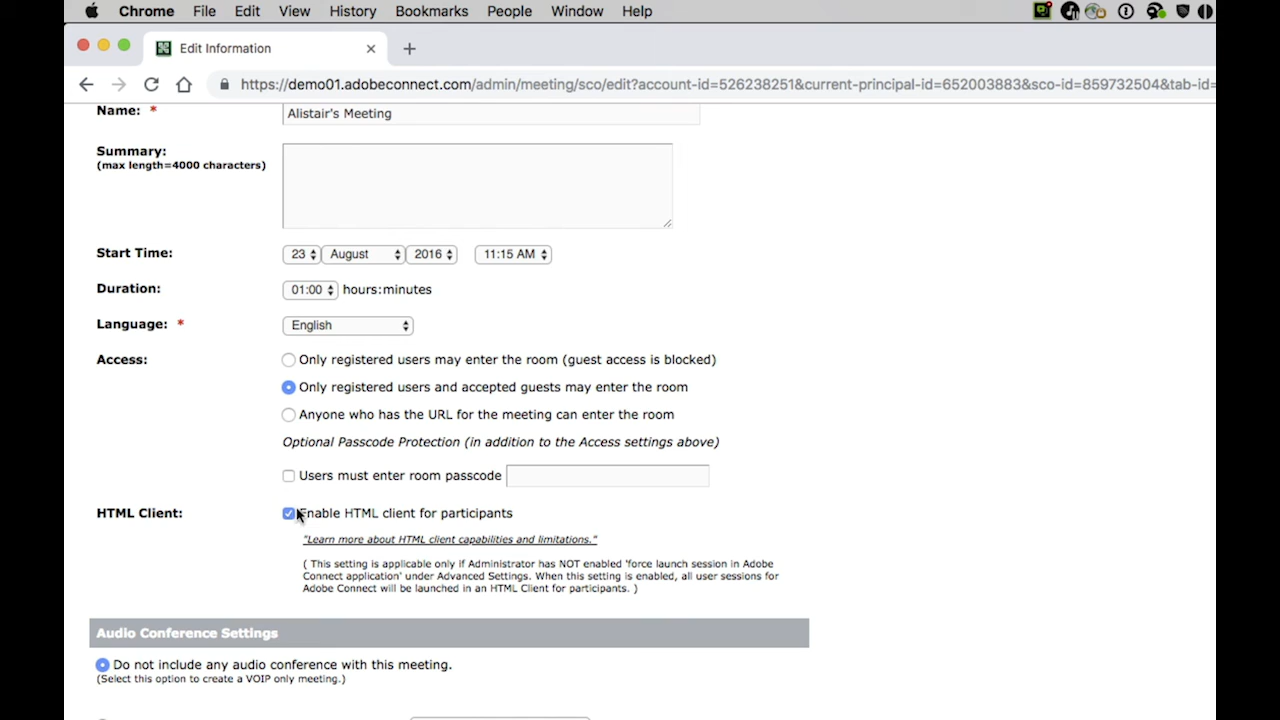 Chrome File Edit View History Bookmarks People Window Help
Edit Information
https://demo01.adobeconnect.com/admin/meeting/sco/edit?account-id=526238251&current-principal-id=652003883&sco-id=859732504&tab-id=
Name: * Alistair's Meeting
Summary:
(max length=4000 characters)
Start Time: 23 August 2016 11:15 AM
Duration: 01:00 hours:minutes
Language: * English
Access: Only registered users may enter the room (guest access is blocked)
Only registered users and accepted guests may enter the room
Anyone who has the URL for the meeting can enter the room
Optional Passcode Protection (in addition to the Access settings above)
Users must enter room passcode
HTML Client: Enable HTML client for participants
"Learn more about HTML client capabilities and limitations."
( This setting is applicable only if Administrator has NOT enabled 'force launch session in Adobe
Connect application' under Advanced Settings. When this setting is enabled, all user sessions for
Adobe Connect will be launched in an HTML Client for participants. )
Audio Conference Settings
Do not include any audio conference with this meeting.
(Select this option to create a VOIP only meeting.)